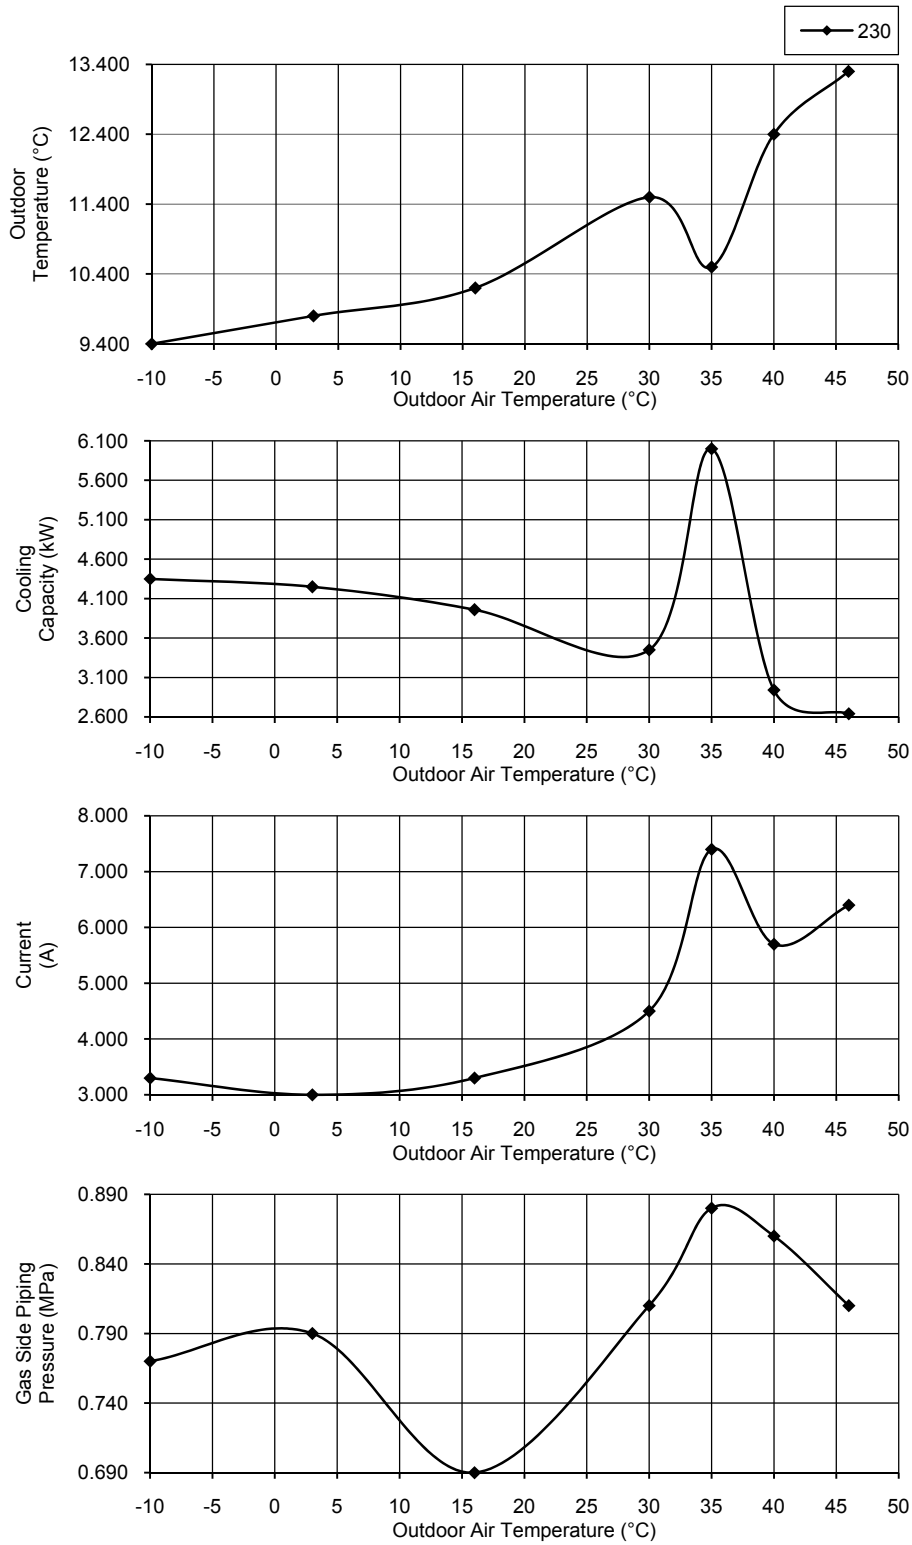 230
13.400
12.400
11.400
10.400
9.400
Outdoor
Temperature (°C)
-10 -5 0 5 10 15 20 25 30 35 40 45 50
Outdoor Air Temperature (°C)
6.100
5.600
5.100
4.600
4.100
3.600
3.100
2.600
Cooling
Capacity (kW)
-10 -5 0 5 10 15 20 25 30 35 40 45 50
Outdoor Air Temperature (°C)
8.000
7.000
6.000
5.000
4.000
3.000
Current
(A)
-10 -5 0 5 10 15 20 25 30 35 40 45 50
Outdoor Air Temperature (°C)
0.890
0.840
0.790
0.740
0.690
Gas Side Piping
Pressure (MPa)
-10 -5 0 5 10 15 20 25 30 35 40 45 50
Outdoor Air Temperature (°C)